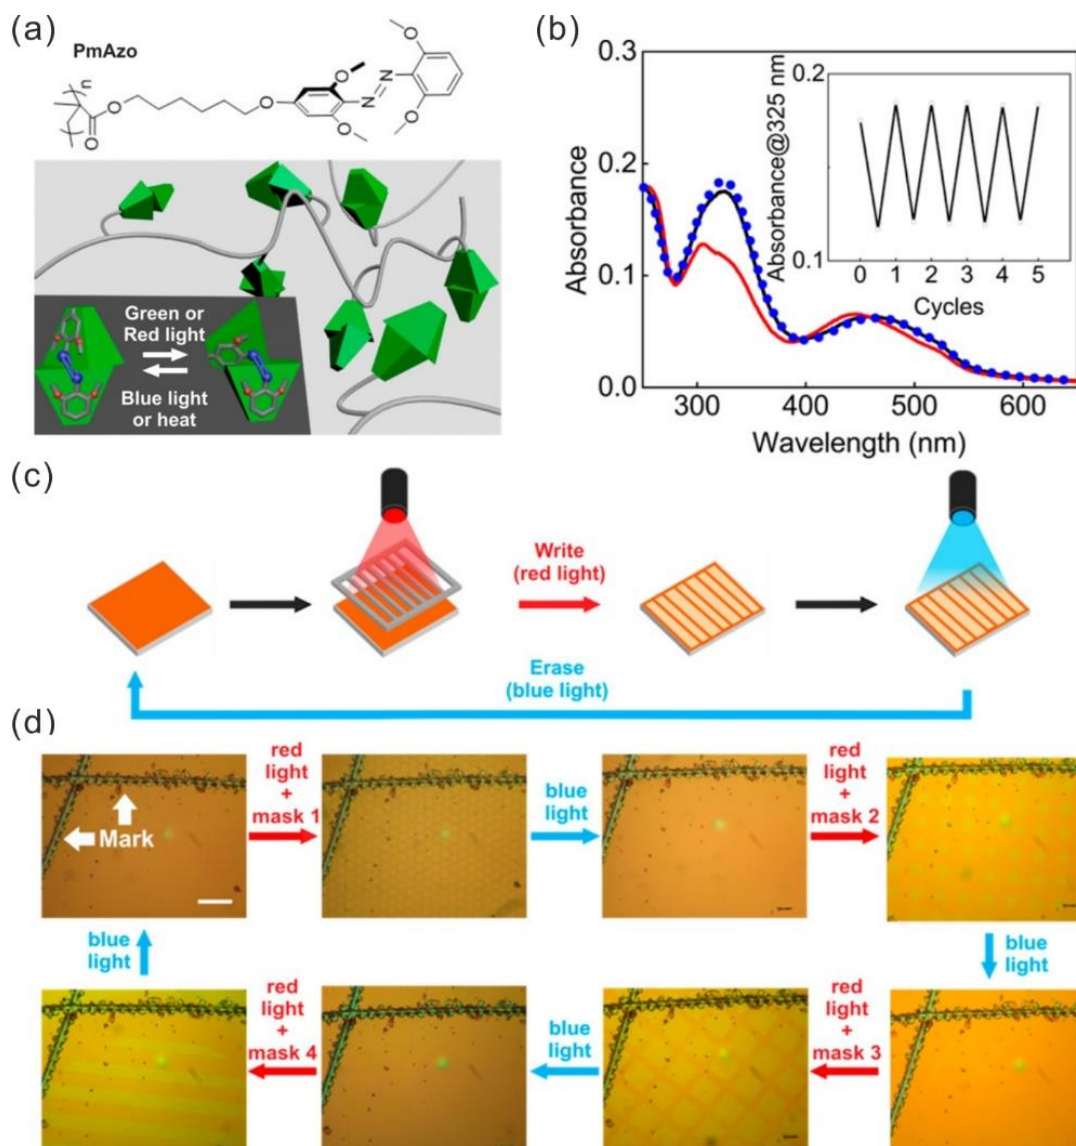 (a)
PmAzo
n
O
O
O
O
O
N
N
O
O
Green or
Red light
Blue light
or heat
(b)
0.3
0.2
0.1
0.0
Absorbance
300 400 500 600
Wavelength (nm)
0.2
0.1
Absorbance@325 nm
0 1 2 3 4 5
Cycles
(c)
Write
(red light)
Erase
(blue light)
(d)
Mark
red
light
+
mask 1
blue
light
red
light
+
mask 2
blue
light
blue
light
red
light
+
mask 4
blue
light
red
light
+
mask 3